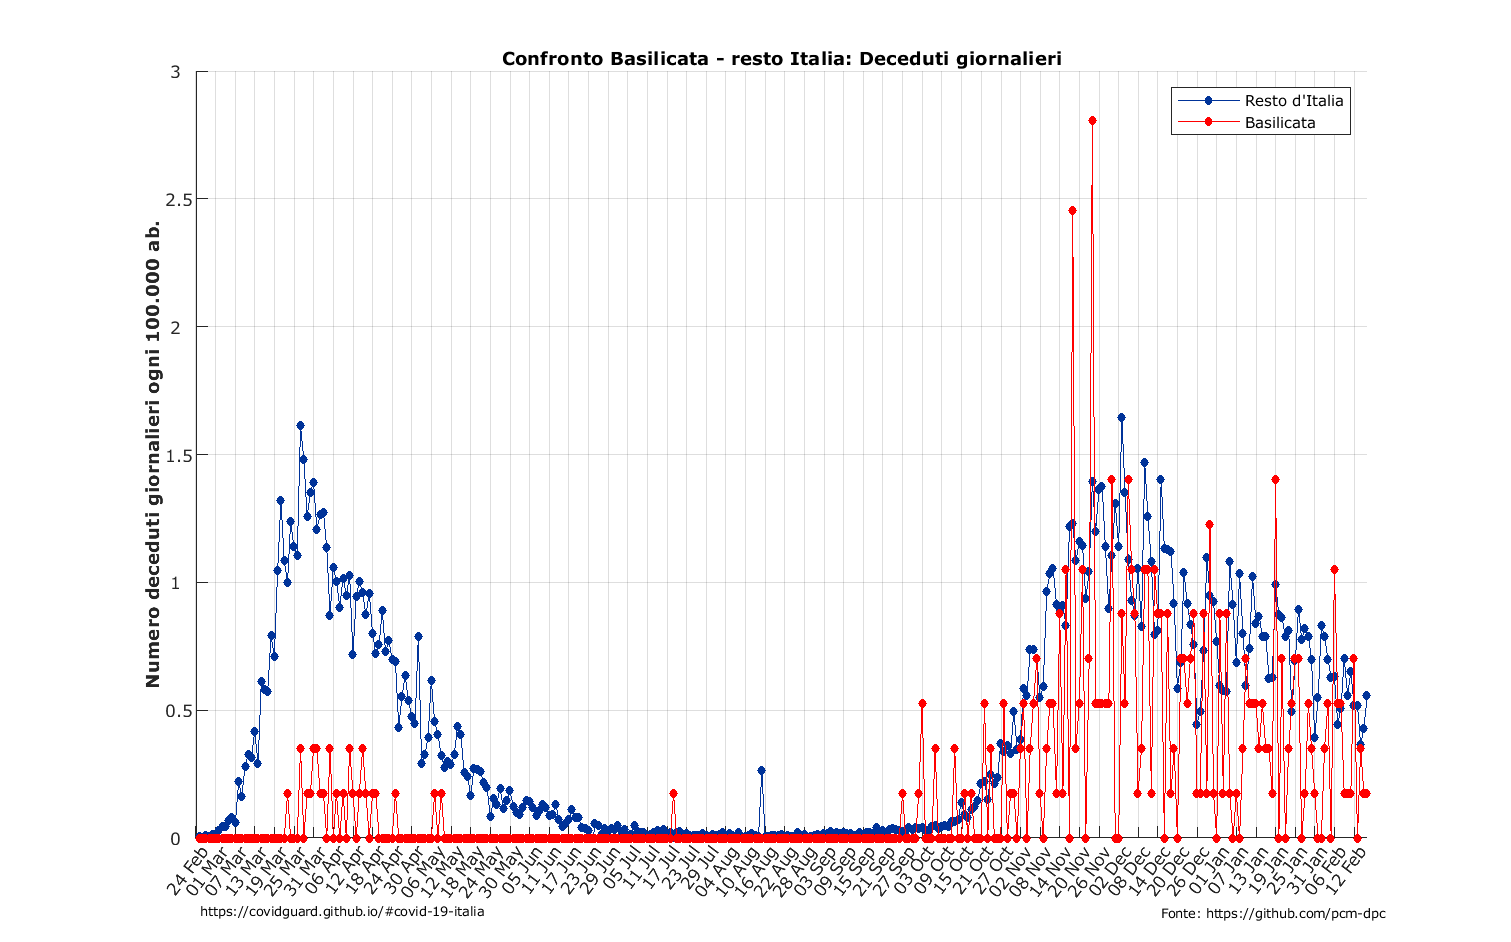 Confronto Basilicata - resto Italia: Deceduti giornalieri
Numero deceduti giornalieri ogni 100.000 ab.
3
2.5
2
1.5
1
0.5
0
Resto d'Italia
Basilicata
24 Feb
01 Mar
07 Mar
13 Mar
19 Mar
25 Mar
31 Mar
06 Apr
12 Apr
18 Apr
24 Apr
30 Apr
06 May
12 May
18 May
24 May
30 May
05 Jun
11 Jun
17 Jun
23 Jun
29 Jun
05 Jul
11 Jul
17 Jul
23 Jul
29 Jul
04 Aug
10 Aug
16 Aug
22 Aug
28 Aug
03 Sep
09 Sep
15 Sep
21 Sep
27 Sep
03 Oct
09 Oct
15 Oct
21 Oct
27 Oct
02 Nov
08 Nov
14 Nov
20 Nov
26 Nov
02 Dec
08 Dec
14 Dec
20 Dec
26 Dec
01 Jan
07 Jan
13 Jan
19 Jan
25 Jan
31 Jan
06 Feb
12 Feb
https://covidguard.github.io/#covid-19-italia
Fonte: https://github.com/pcm-dpc